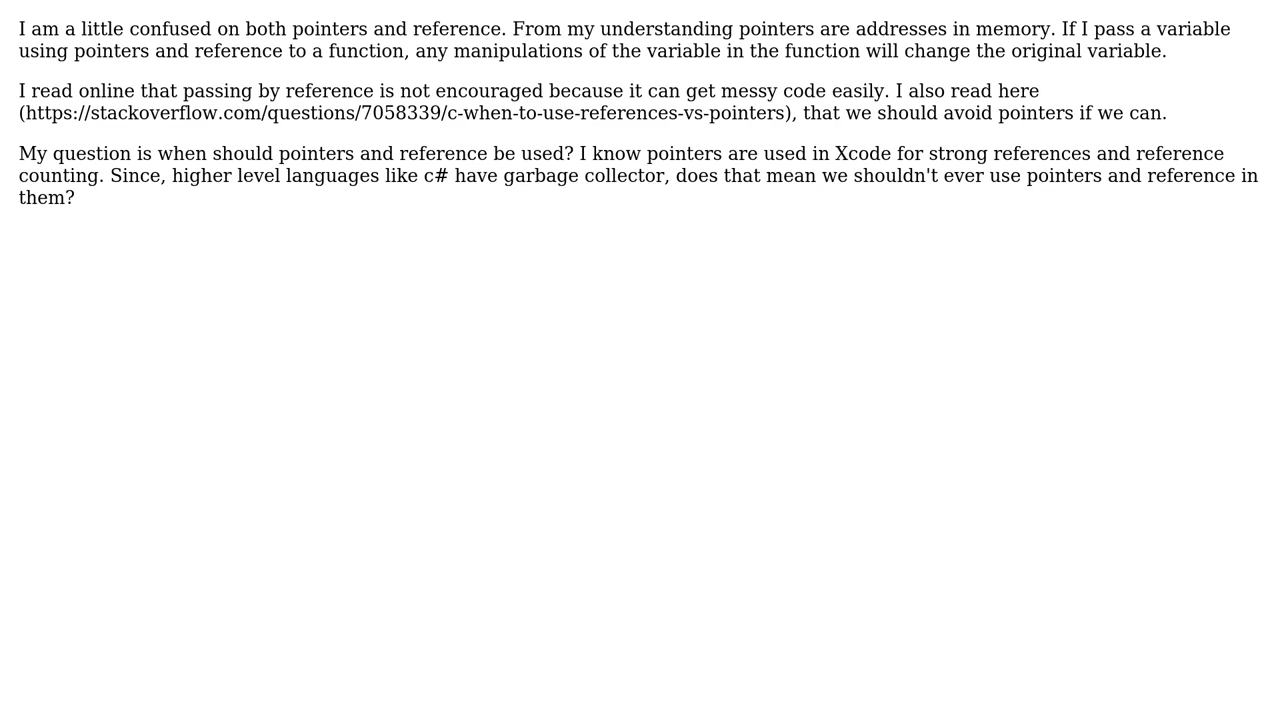 I am a little confused on both pointers and reference. From my understanding pointers are addresses in memory. If I pass a variable
using pointers and reference to a function, any manipulations of the variable in the function will change the original variable.
I read online that passing by reference is not encouraged because it can get messy code easily. I also read here
(https://stackoverflow.com/questions/7058339/c-when-to-use-references-vs-pointers), that we should avoid pointers if we can.
My question is when should pointers and reference be used? I know pointers are used in Xcode for strong references and reference
counting. Since, higher level languages like c# have garbage collector, does that mean we shouldn't ever use pointers and reference in
them?